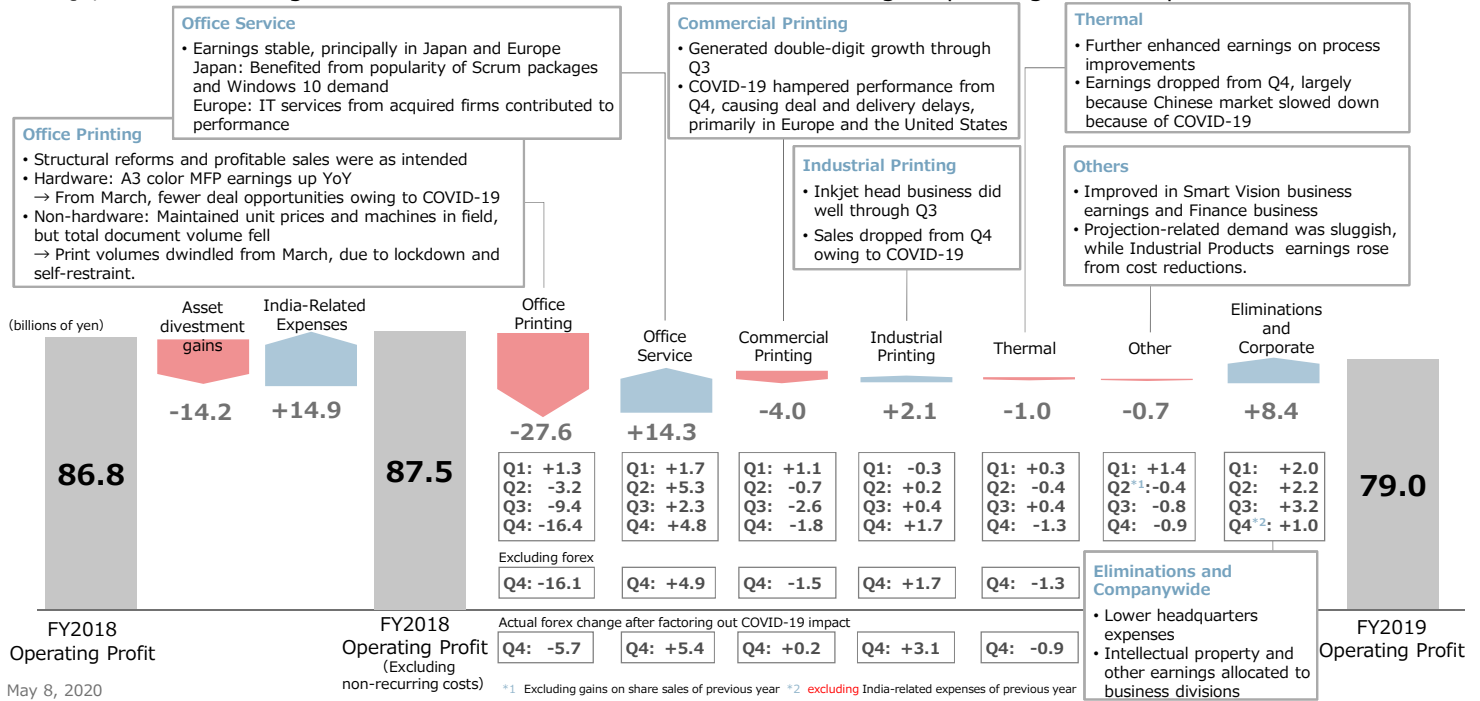 Office Service
• Earnings stable, principally in Japan and Europe
Japan: Benefited from popularity of Scrum packages
and Windows 10 demand
Europe: IT services from acquired firms contributed to
performance
Commercial Printing
• Generated double-digit growth through
Q3
• COVID-19 hampered performance from
Q4, causing deal and delivery delays,
primarily in Europe and the United States
Thermal
• Further enhanced earnings on process
improvements
• Earnings dropped from Q4, largely
because Chinese market slowed down
because of COVID-19
Office Printing
• Structural reforms and profitable sales were as intended
• Hardware: A3 color MFP earnings up YoY
→ From March, fewer deal opportunities owing to COVID-19
• Non-hardware: Maintained unit prices and machines in field,
but total document volume fell
→ Print volumes dwindled from March, due to lockdown and
self-restraint.
Industrial Printing
• Inkjet head business did
well through Q3
• Sales dropped from Q4
owing to COVID-19
Others
• Improved in Smart Vision business
earnings and Finance business
• Projection-related demand was sluggish,
while Industrial Products earnings rose
from cost reductions.
(billions of yen)
86.8
FY2018
Operating Profit
Asset
divestment
gains
-14.2
India-Related
Expenses
+14.9
87.5
FY2018
Operating Profit
(Excluding
non-recurring costs)
Office
Printing
-27.6
Q1: +1.3
Q2: -3.2
Q3: -9.4
Q4: -16.4
Office
Service
+14.3
Q1: +1.7
Q2: +5.3
Q3: +2.3
Q4: +4.8
Commercial
Printing
-4.0
Q1: +1.1
Q2: -0.7
Q3: -2.6
Q4: -1.8
Industrial
Printing
+2.1
Q1: -0.3
Q2: +0.2
Q3: +0.4
Q4: +1.7
Thermal
-1.0
Q1: +0.3
Q2: -0.4
Q3: +0.4
Q4: -1.3
Other
-0.7
Q1: +1.4
Q2*1:-0.4
Q3: -0.8
Q4: -0.9
Eliminations
and
Corporate
+8.4
Q1: +2.0
Q2: +2.2
Q3: +3.2
Q4*2: +1.0
79.0
FY2019
Operating Profit
Excluding forex
Q4: -16.1
Q4: +4.9
Q4: -1.5
Q4: +1.7
Q4: -1.3
Actual forex change after factoring out COVID-19 impact
Q4: -5.7
Q4: +5.4
Q4: +0.2
Q4: +3.1
Q4: -0.9
Eliminations and
Companywide
• Lower headquarters
expenses
• Intellectual property and
other earnings allocated to
business divisions
May 8, 2020
*1 Excluding gains on share sales of previous year *2 excluding India-related expenses of previous year